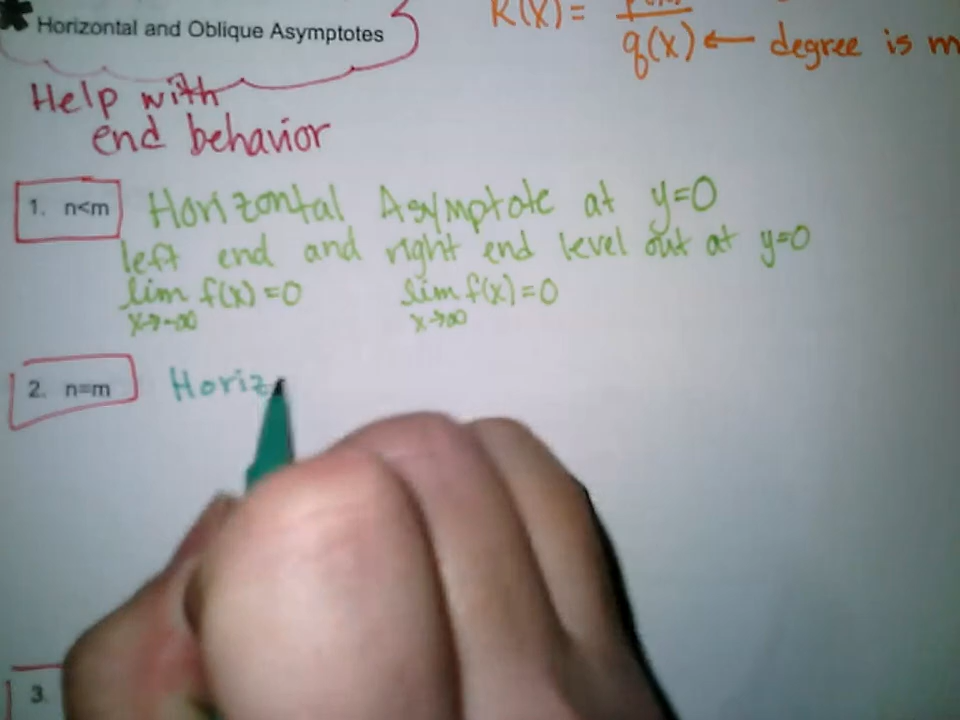 Horizontal and Oblique Asymptotes
R(x) =
q(x) ← degree is m
Help with
end behavior
1. n<m Horizontal Asymptote at y=0
left end and right end level out at y=0
lim f(x)=0 lim f(x)=0
x→-∞ x→∞
2. n=m Horiz
3.